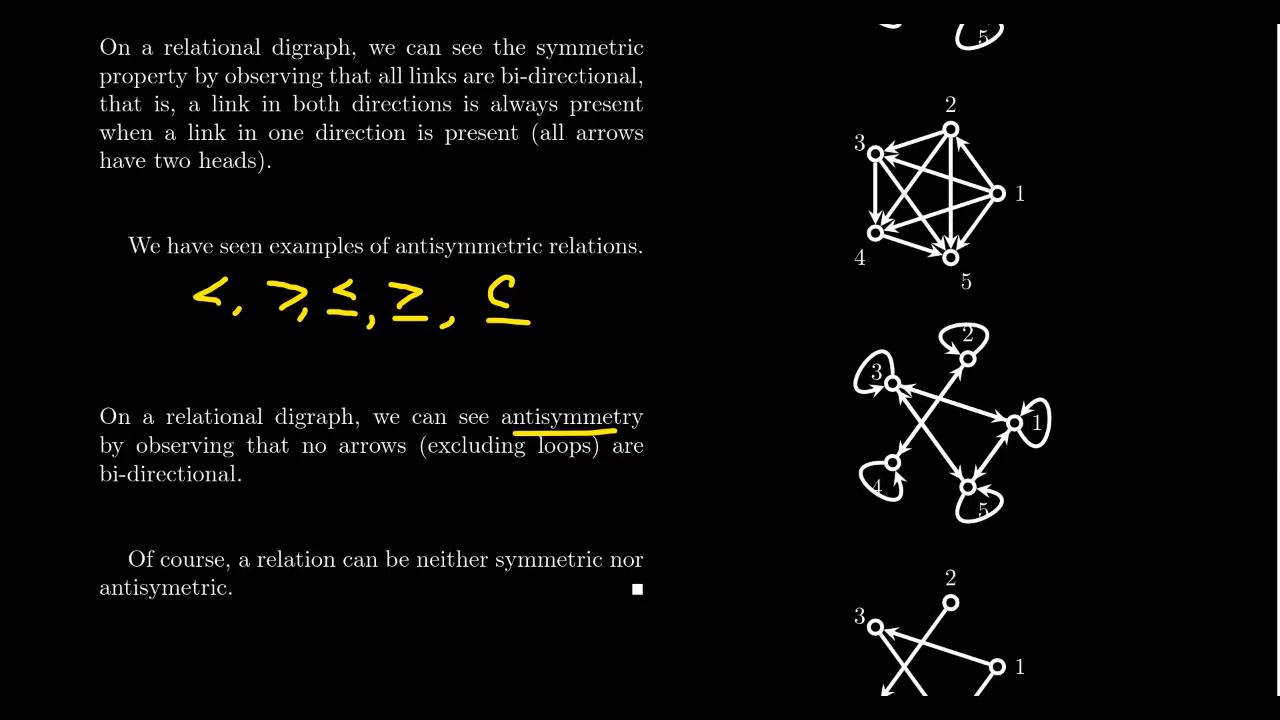 On a relational digraph, we can see the symmetric
property by observing that all links are bi-directional,
that is, a link in both directions is always present
when a link in one direction is present (all arrows
have two heads).
We have seen examples of antisymmetric relations.
<, >, ≤, ≥, ⊆
On a relational digraph, we can see antisymmetry
by observing that no arrows (excluding loops) are
bi-directional.
Of course, a relation can be neither symmetric nor
antisymetric.
5
2
3
1
4
5
2
3
1
4
5
2
3
1